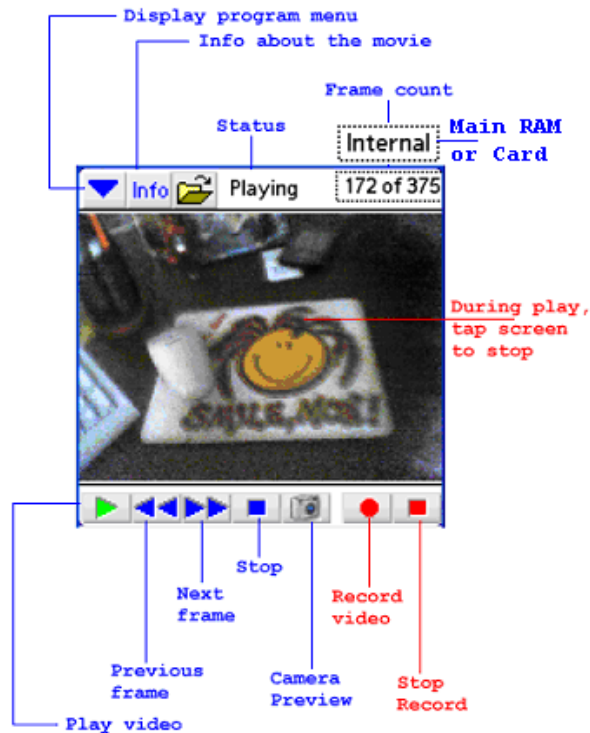 Display program menu
Info about the movie
Frame count
Status
Internal
Main RAM
or Card
Info
Playing
172 of 375
During play,
tap screen
to stop
Stop
Next
frame
Record
video
Previous
frame
Camera
Preview
Stop
Record
Play video